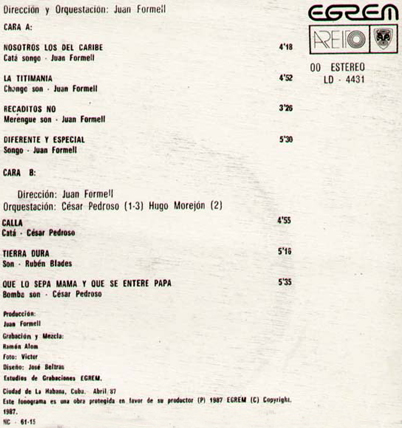 Dirección y Orquestación: Juan Formell
EGREM
CARA A:
AREITO
NOSOTROS LOS DEL CARIBE 4'18
Catá songo - Juan Formell
00 ESTEREO
LD - 4431
LA TITIMANIA 4'52
Chango son - Juan Formell
RECADITOS NO 3'26
Merengue son - Juan Formell
DIFERENTE Y ESPECIAL 5'30
Songo - Juan Formell
CARA B:
Dirección: Juan Formell
Orquestación: César Pedroso (1-3) Hugo Morejón (2)
CALLA 4'55
Catá - César Pedroso
TIERRA DURA 5'16
Son - Rubén Blades
QUE LO SEPA MAMA Y QUE SE ENTERE PAPA 5'35
Bomba son - César Pedroso
Producción:
Juan Formell
Grabación y Mezcla:
Ramón Alom
Foto: Victor
Diseño: José Beltrás
Estudios de Grabaciones EGREM.
Ciudad de La Habana, Cuba. Abril/87
Este fonograma es una obra protegida en favor de su productor (P) 1987 EGREM (C) Copyright.
1987.
NC - 61-11